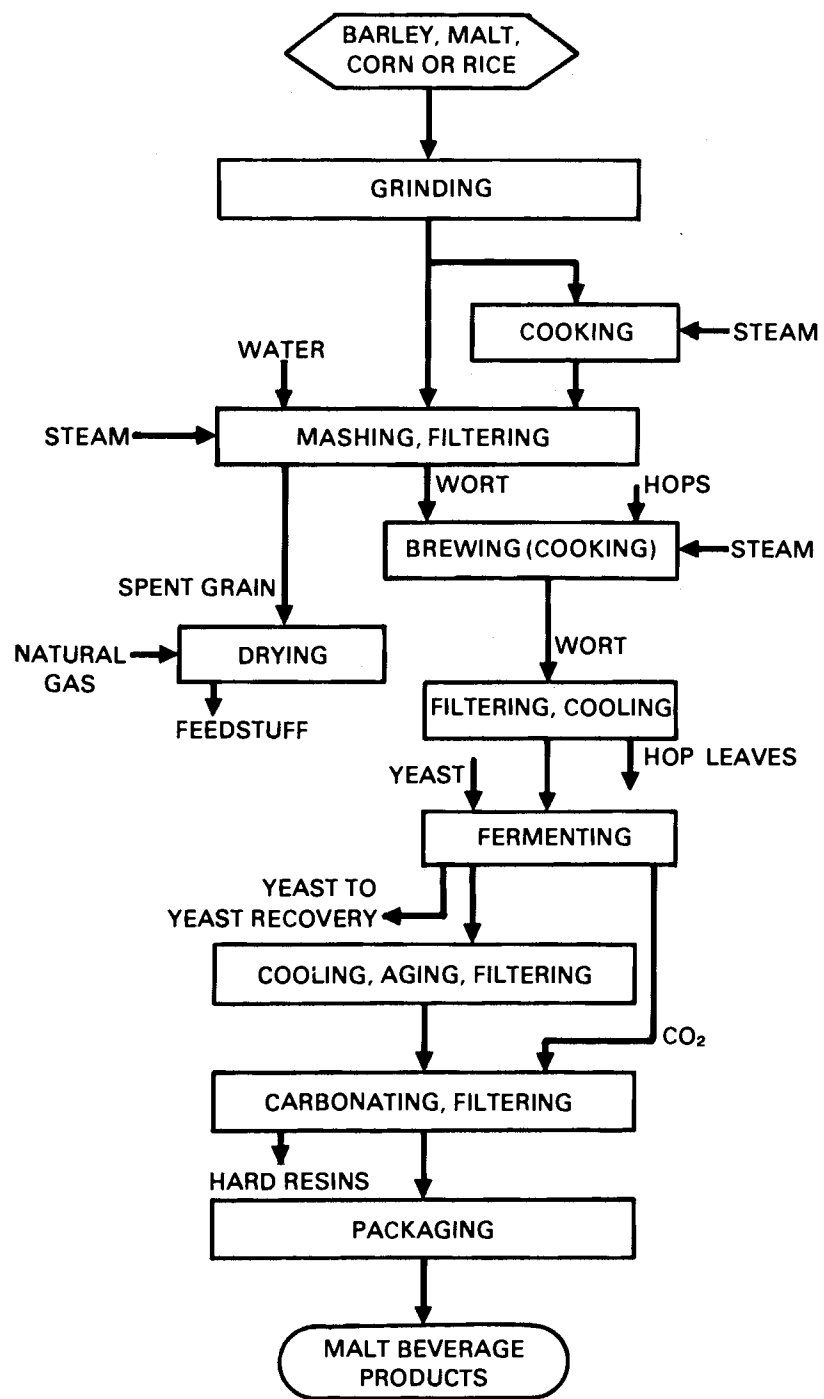 BARLEY, MALT,
CORN OR RICE
GRINDING
COOKING
STEAM
WATER
STEAM
MASHING, FILTERING
WORT
HOPS
BREWING (COOKING)
STEAM
SPENT GRAIN
WORT
NATURAL
GAS
DRYING
FEEDSTUFF
FILTERING, COOLING
HOP LEAVES
YEAST
FERMENTING
YEAST TO
YEAST RECOVERY
COOLING, AGING, FILTERING
CO₂
CARBONATING, FILTERING
HARD RESINS
PACKAGING
MALT BEVERAGE
PRODUCTS